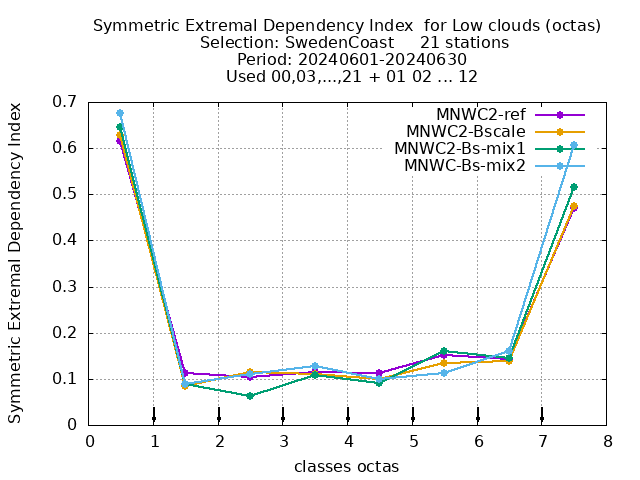 Symmetric Extremal Dependency Index  for Low clouds (octas)
Selection: SwedenCoast     21 stations
Period: 20240601-20240630
Used 00,03,...,21 + 01 02 ... 12
Symmetric Extremal Dependency Index
0.7
0.6
0.5
0.4
0.3
0.2
0.1
0
MNWC2-ref
MNWC2-Bscale
MNWC2-Bs-mix1
MNWC-Bs-mix2
0 1 2 3 4 5 6 7 8
classes octas